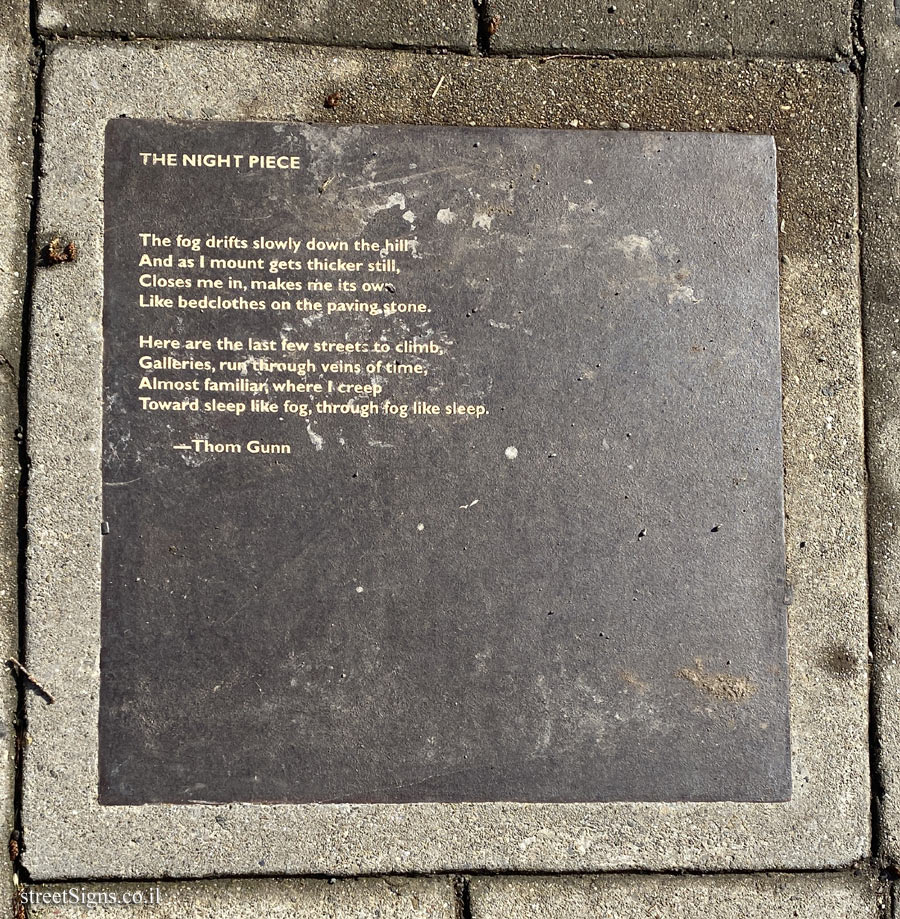 THE NIGHT PIECE
The fog drifts slowly down the hill
And as I mount gets thicker still,
Closes me in, makes me its own
Like bedclothes on the paving stone.
Here are the last few streets to climb,
Galleries, run through veins of time,
Almost familiar, where I creep
Toward sleep like fog, through fog like sleep.
—Thom Gunn
streetSigns.co.il